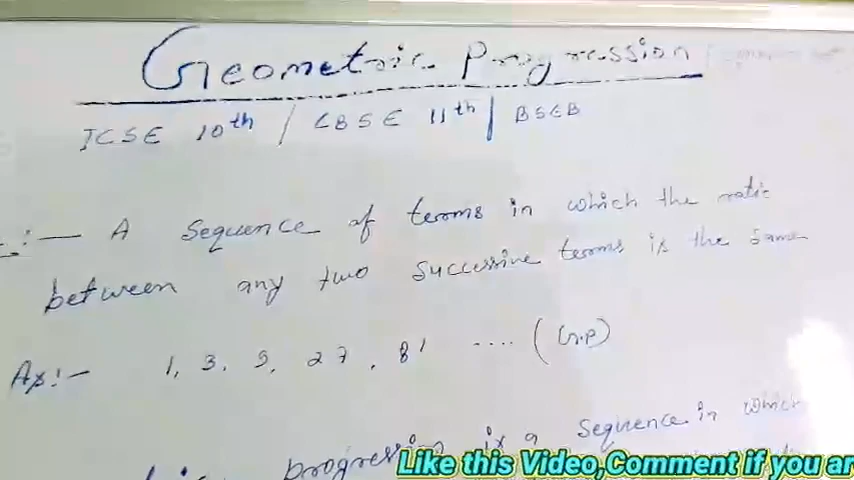 Geometric Progression
ICSE 10th / CBSE 11th / BSEB
:— A Sequence of terms in which the ratio
between any two successive terms is the same
:- 1, 3, 9, 27, 81 .... (G.P)
progression is a sequence in which
Like this Video,Comment if you ar